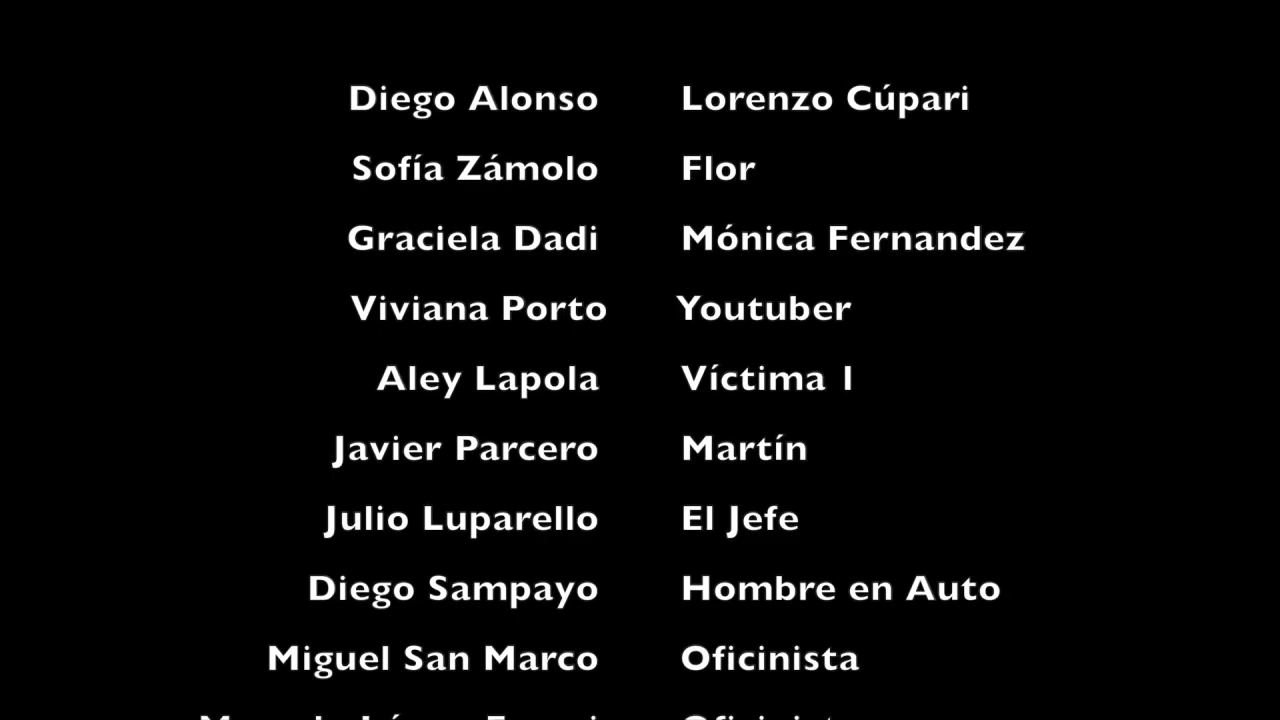 Diego Alonso Lorenzo Cúpari
Sofía Zámolo Flor
Graciela Dadi Mónica Fernandez
Viviana Porto Youtuber
Aley Lapola Víctima 1
Javier Parcero Martín
Julio Luparello El Jefe
Diego Sampayo Hombre en Auto
Miguel San Marco Oficinista